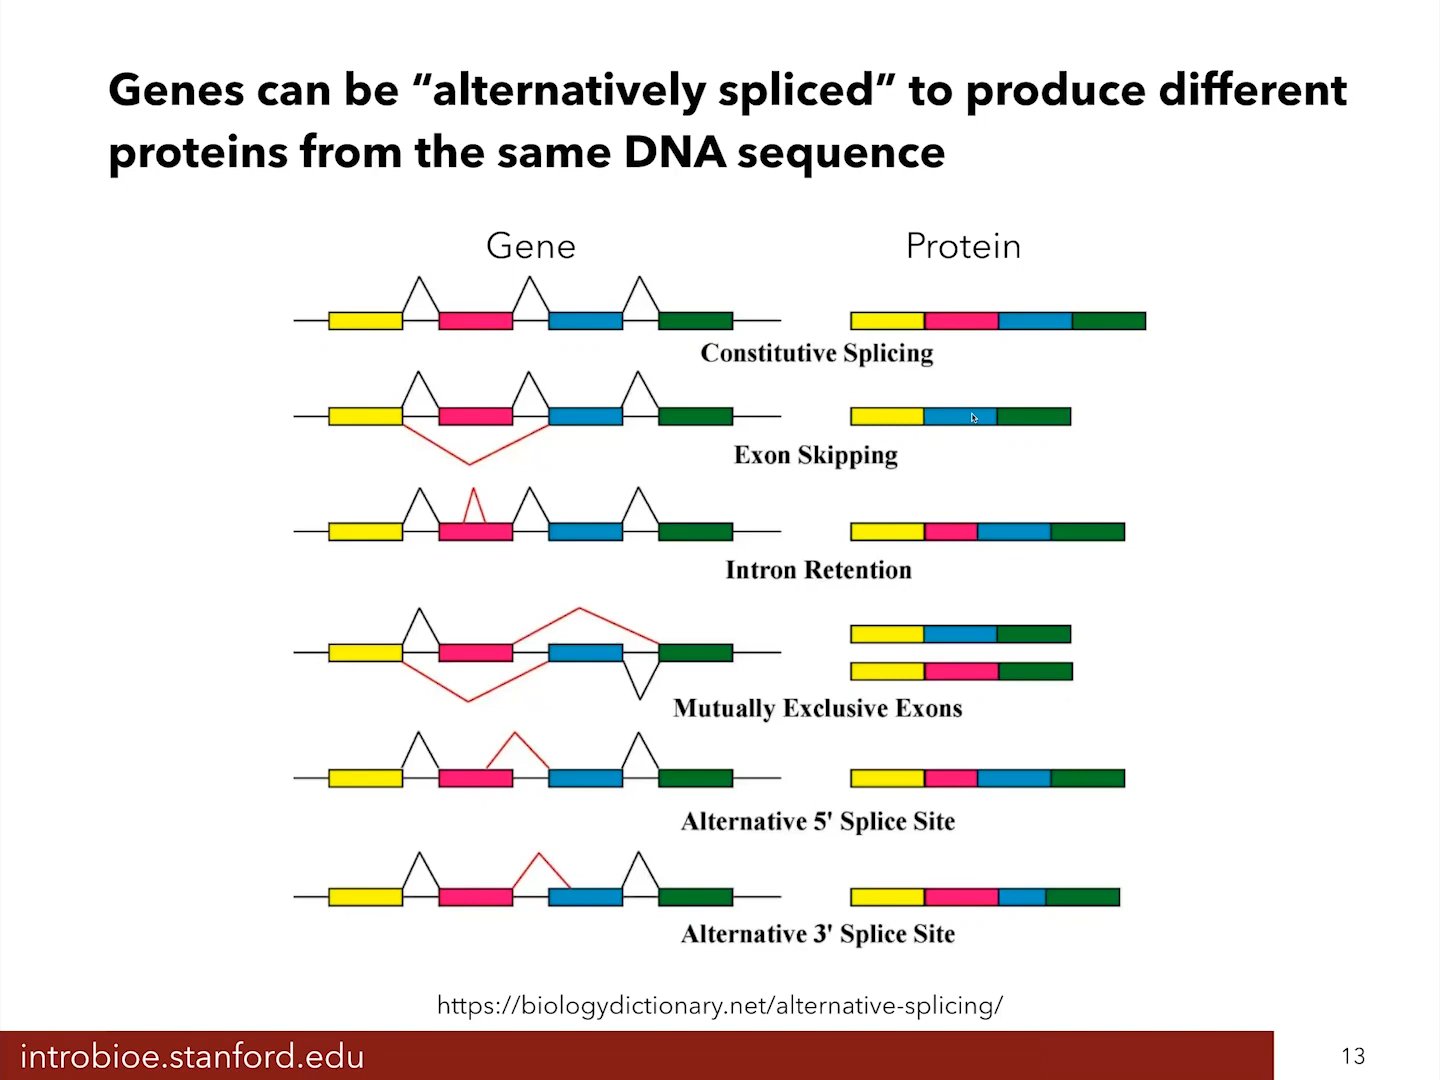 Genes can be “alternatively spliced” to produce different
proteins from the same DNA sequence
Gene
Protein
Constitutive Splicing
Exon Skipping
Intron Retention
Mutually Exclusive Exons
Alternative 5' Splice Site
Alternative 3' Splice Site
https://biologydictionary.net/alternative-splicing/
introbioe.stanford.edu
13